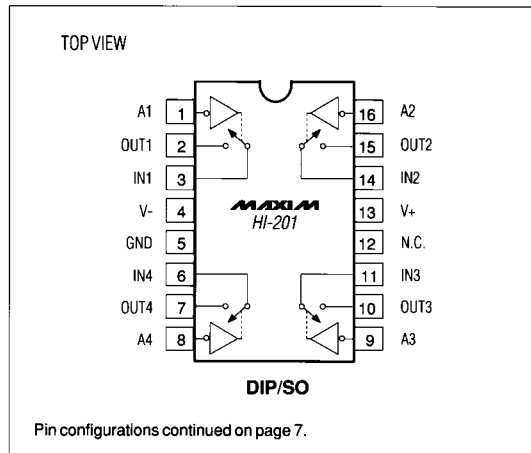 TOP VIEW
A1 1 16 A2
OUT1 2 15 OUT2
IN1 3 14 IN2
V- 4 MAXIM 13 V+
HI-201
GND 5 12 N.C.
IN4 6 11 IN3
OUT4 7 10 OUT3
A4 8 9 A3
DIP/SO
Pin configurations continued on page 7.